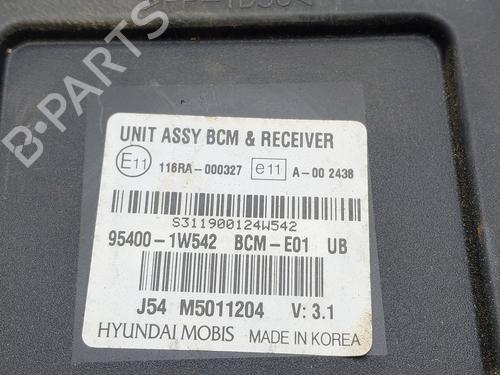 UNIT ASSY BCM & RECEIVER
E11 116RA-000327 e11 A-00 2438
S311900124W542
95400-1W542 BCM-E01 UB
J54 M5011204 V: 3.1
HYUNDAI MOBIS MADE IN KOREA
B-PARTS